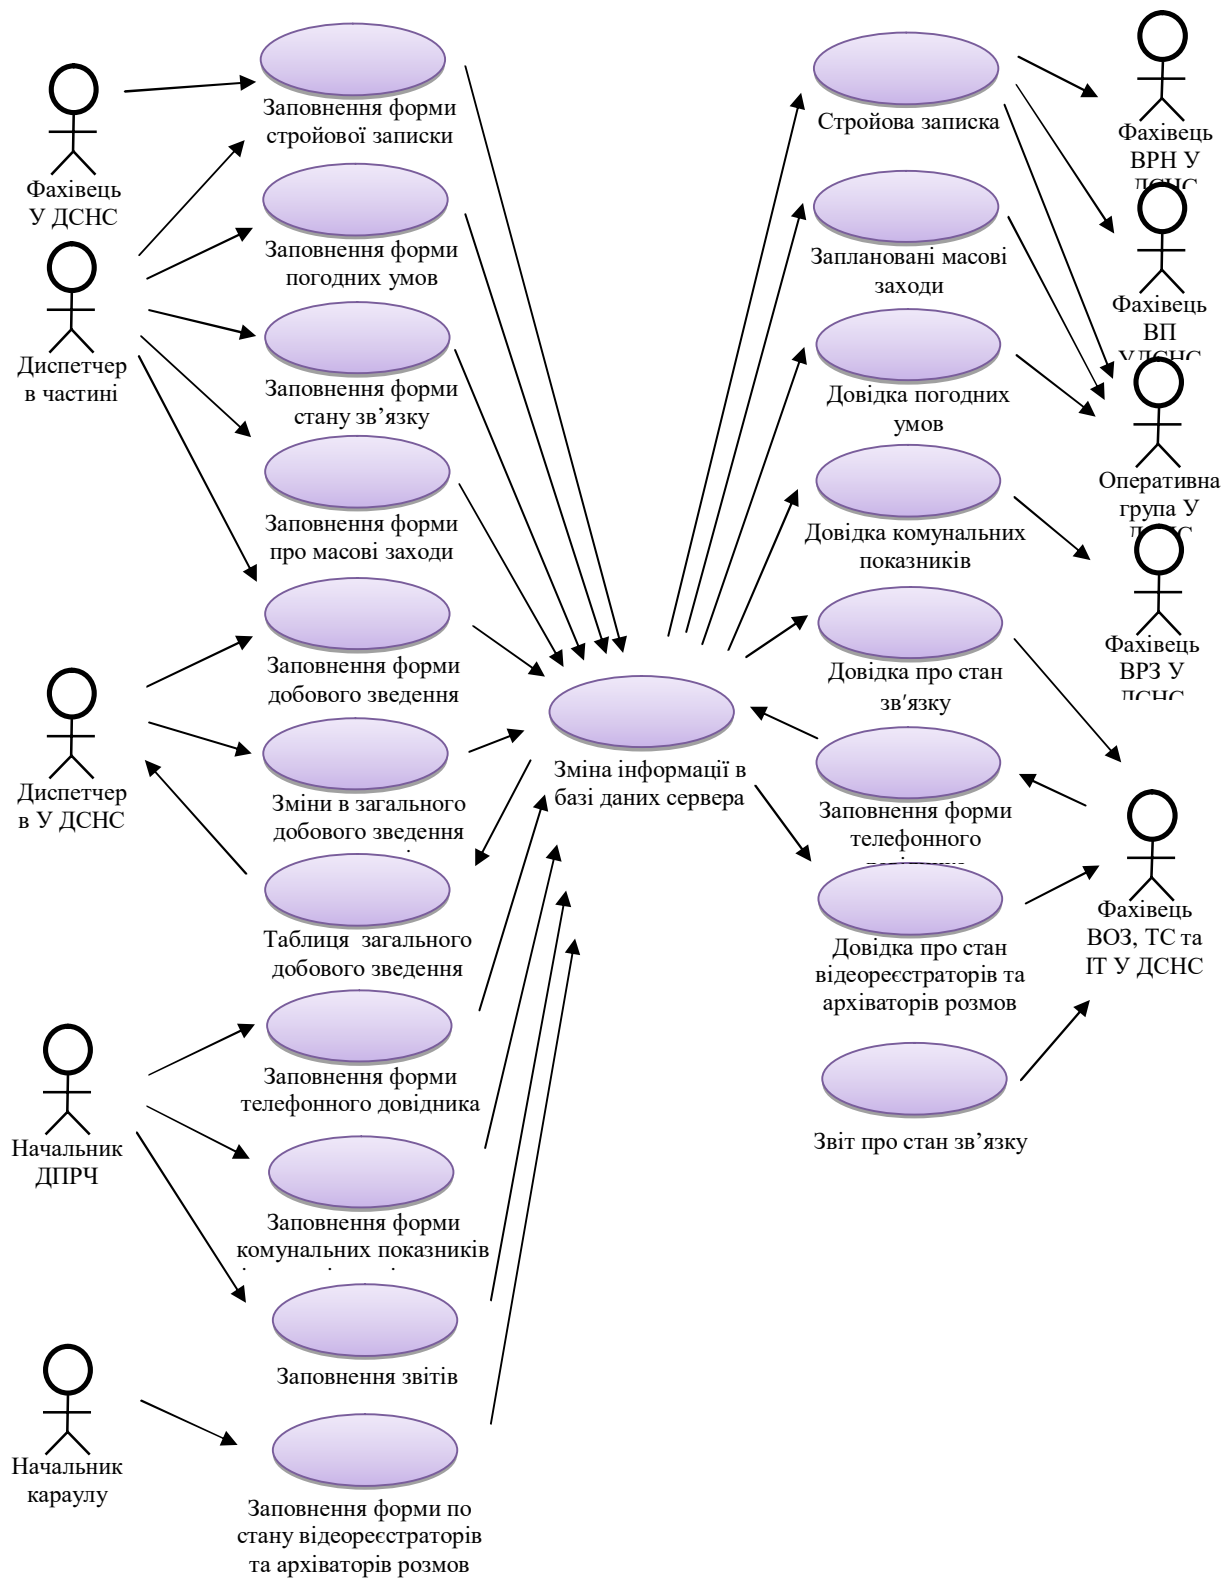 Фахівець
У ДСНС
Диспетчер
в частині
Диспетчер
в У ДСНС
Начальник
ДПРЧ
Начальник
караулу
Заповнення форми
стройової записки
Заповнення форми
погодних умов
Заповнення форми
стану зв’язку
Заповнення форми
про масові заходи
Заповнення форми
добового зведення
Зміни в загального
добового зведення
Таблиця загального
добового зведення
Заповнення форми
телефонного довідника
Заповнення форми
комунальних показників
Заповнення звітів
Заповнення форми по
стану відеореєстраторів
та архіваторів розмов
Зміна інформації в
базі даних сервера
Стройова записка
Заплановані масові
заходи
Довідка погодних
умов
Довідка комунальних
показників
Довідка про стан
зв'язку
Заповнення форми
телефонного
Довідка про стан
відеореєстраторів та
архіваторів розмов
Звіт про стан зв’язку
Фахівець
ВРН У
ДСНС
Фахівець
ВП
УДСНС
Оперативна
група У
ДСНС
Фахівець
ВРЗ У
ДСНС
Фахівець
ВОЗ, ТС та
ІТ У ДСНС